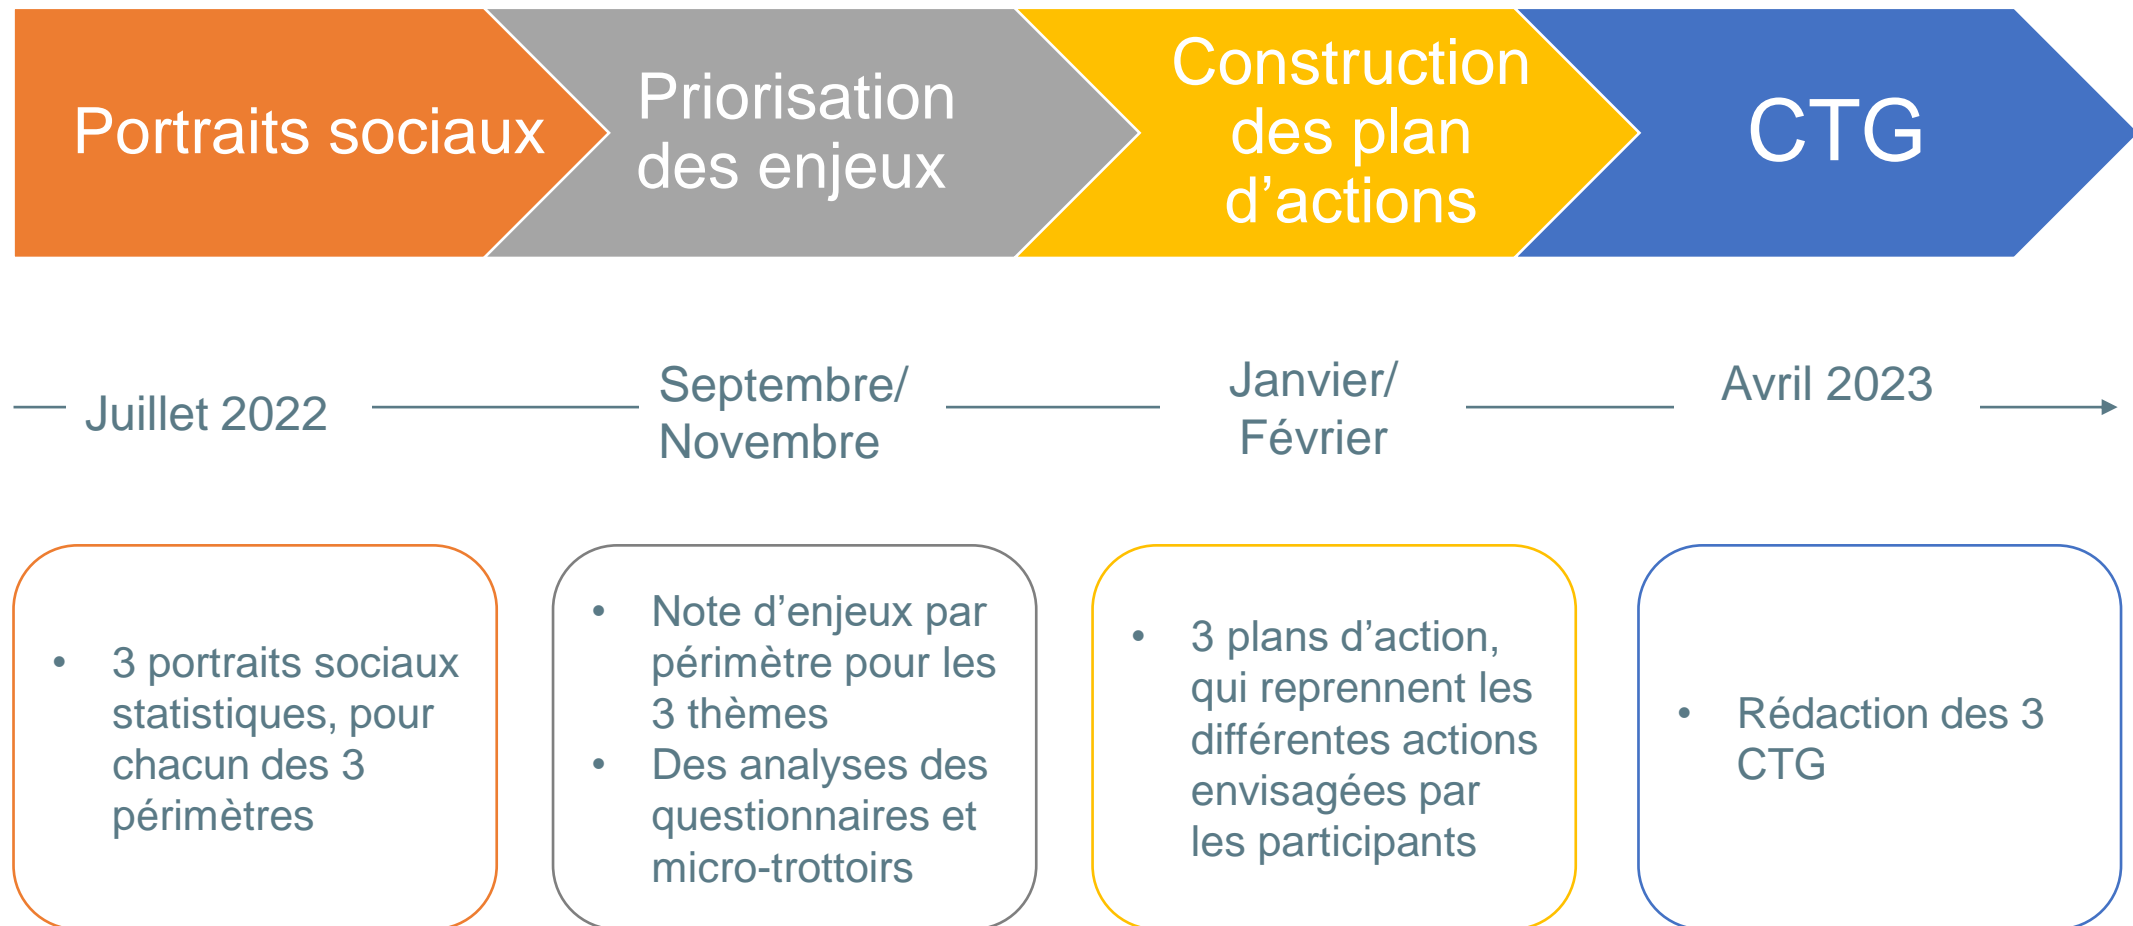 Portraits sociaux
Priorisation
des enjeux
Construction
des plan
d’actions
CTG
Juillet 2022
Septembre/
Novembre
Janvier/
Février
Avril 2023
• 3 portraits sociaux
statistiques, pour
chacun des 3
périmètres
• Note d’enjeux par
périmètre pour les
3 thèmes
• Des analyses des
questionnaires et
micro-trottoirs
• 3 plans d’action,
qui reprennent les
différentes actions
envisagées par
les participants
• Rédaction des 3
CTG